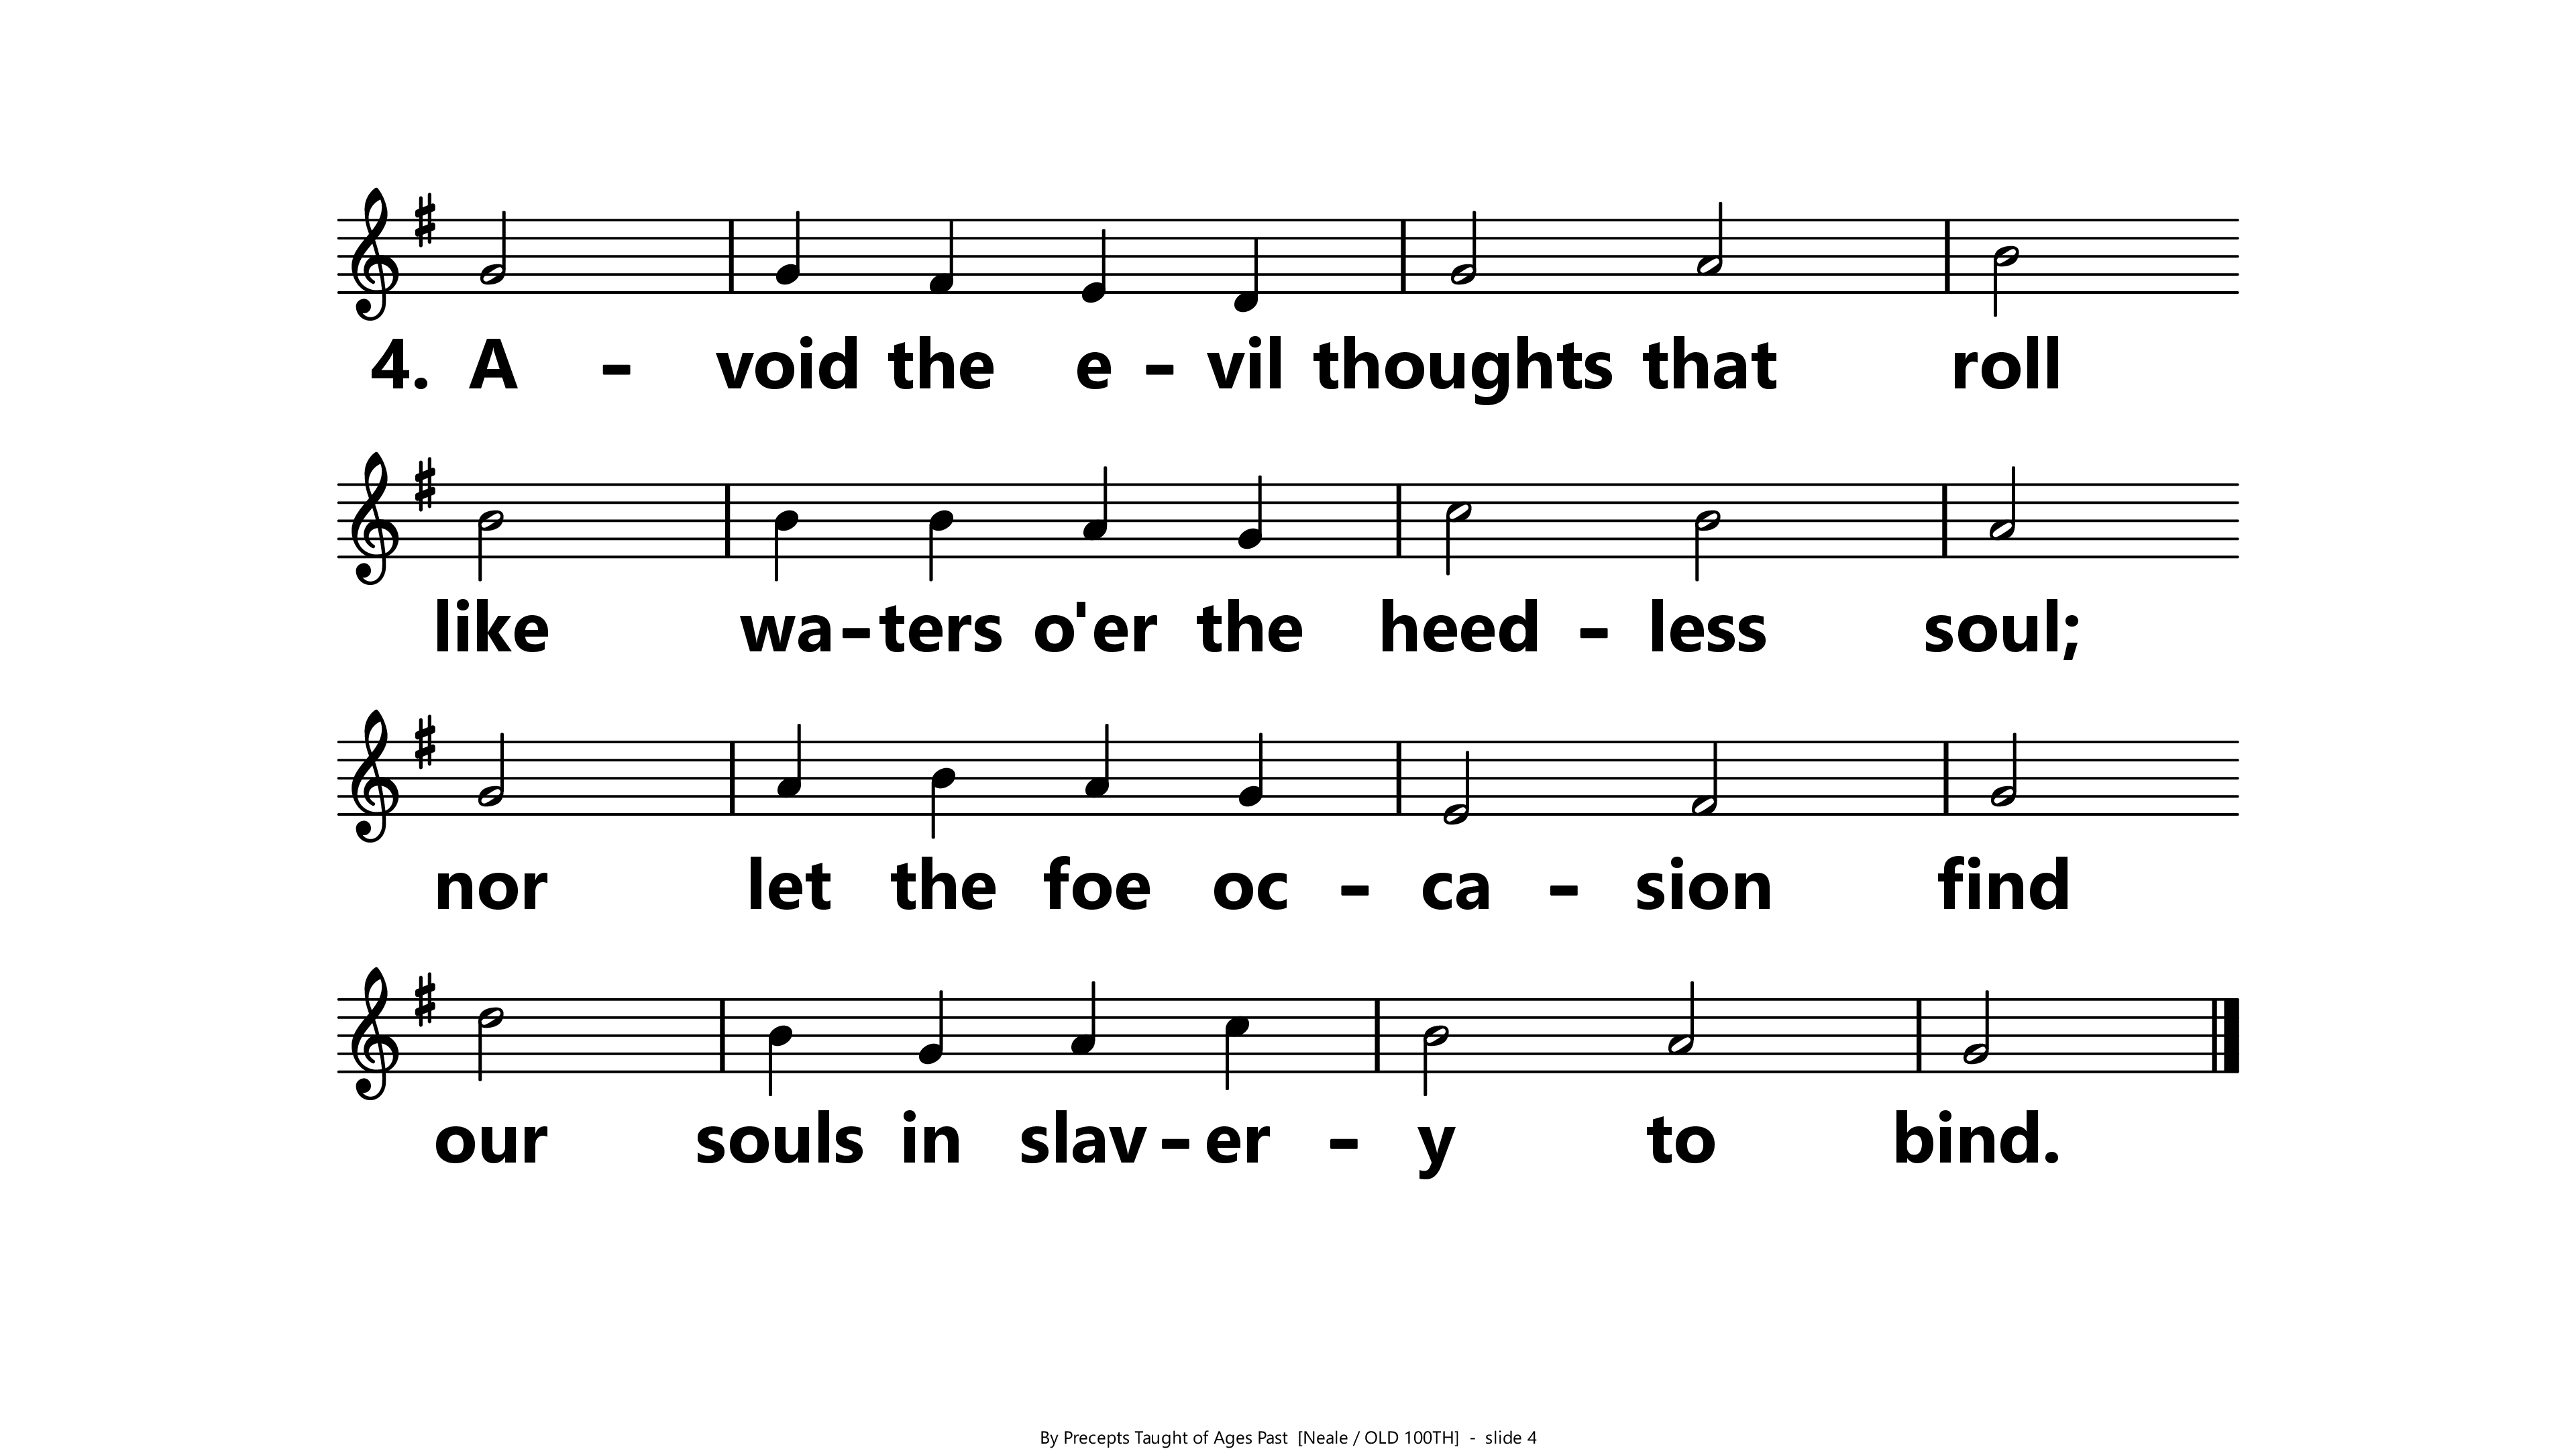 4. A - void the e - vil thoughts that roll
like wa - ters o'er the heed - less soul;
nor let the foe oc - ca - sion find
our souls in slav - er - y to bind.
By Precepts Taught of Ages Past [Neale / OLD 100TH] - slide 4